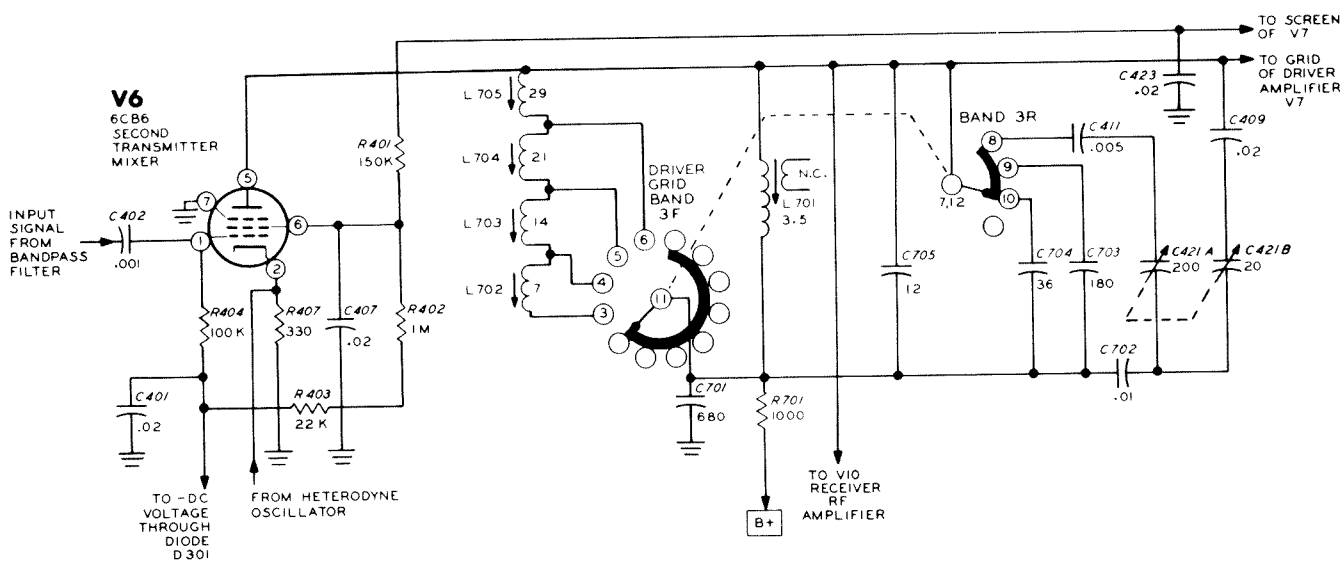 TO SCREEN
OF V7
TO GRID
OF DRIVER
AMPLIFIER
V7
C423
.02
C409
.02
V6
6CB6
SECOND
TRANSMITTER
MIXER
L705
29
L704
21
L703
14
L702
7
R401
150K
DRIVER
GRID
BAND
3F
N.C.
L701
3.5
BAND 3R
8
9
10
7,12
C411
.005
INPUT
SIGNAL
FROM
BANDPASS
FILTER
C402
.001
5
7
1
6
2
6
5
4
3
11
R404
100K
R407
330
C407
.02
R402
1M
C705
12
C704
36
C703
180
C421A
200
C421B
20
C702
.01
C401
.02
R403
22K
C701
680
R701
1000
TO -DC
VOLTAGE
THROUGH
DIODE
D301
FROM HETERODYNE
OSCILLATOR
B+
TO V10
RECEIVER
RF
AMPLIFIER